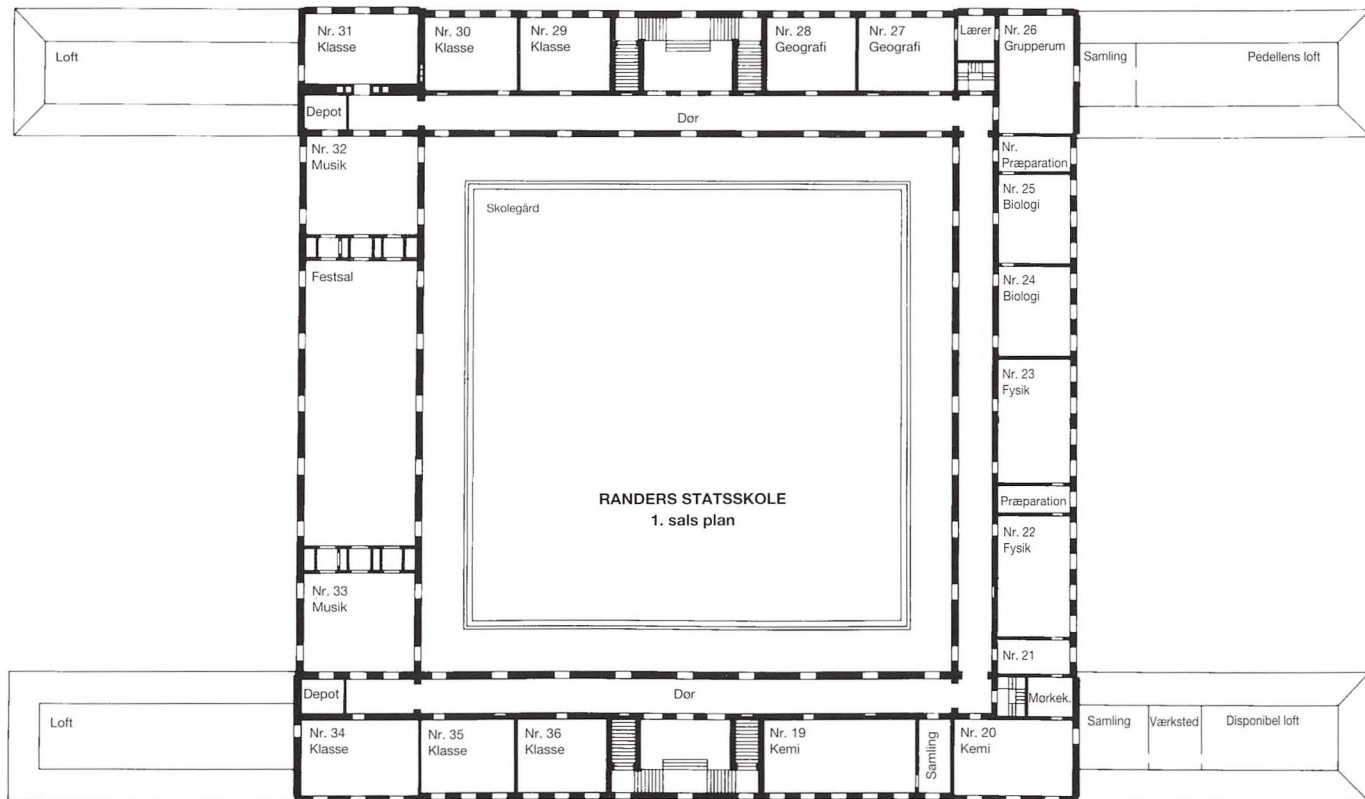 Nr. 31
Klasse
Nr. 30
Klasse
Nr. 29
Klasse
Nr. 28
Geografi
Nr. 27
Geografi
Lærer
Nr. 26
Grupperum
Loft
Samling
Pedellens loft
Depot
Dør
Nr. 32
Musik
Nr.
Præparation
Nr. 25
Biologi
Skolegård
Festsal
Nr. 24
Biologi
Nr. 23
Fysik
RANDERS STATSSKOLE
1. sals plan
Præparation
Nr. 22
Fysik
Nr. 33
Musik
Nr. 21
Depot
Dør
Mørkek.
Loft
Nr. 34
Klasse
Nr. 35
Klasse
Nr. 36
Klasse
Nr. 19
Kemi
Samling
Nr. 20
Kemi
Samling
Værksted
Disponibel loft